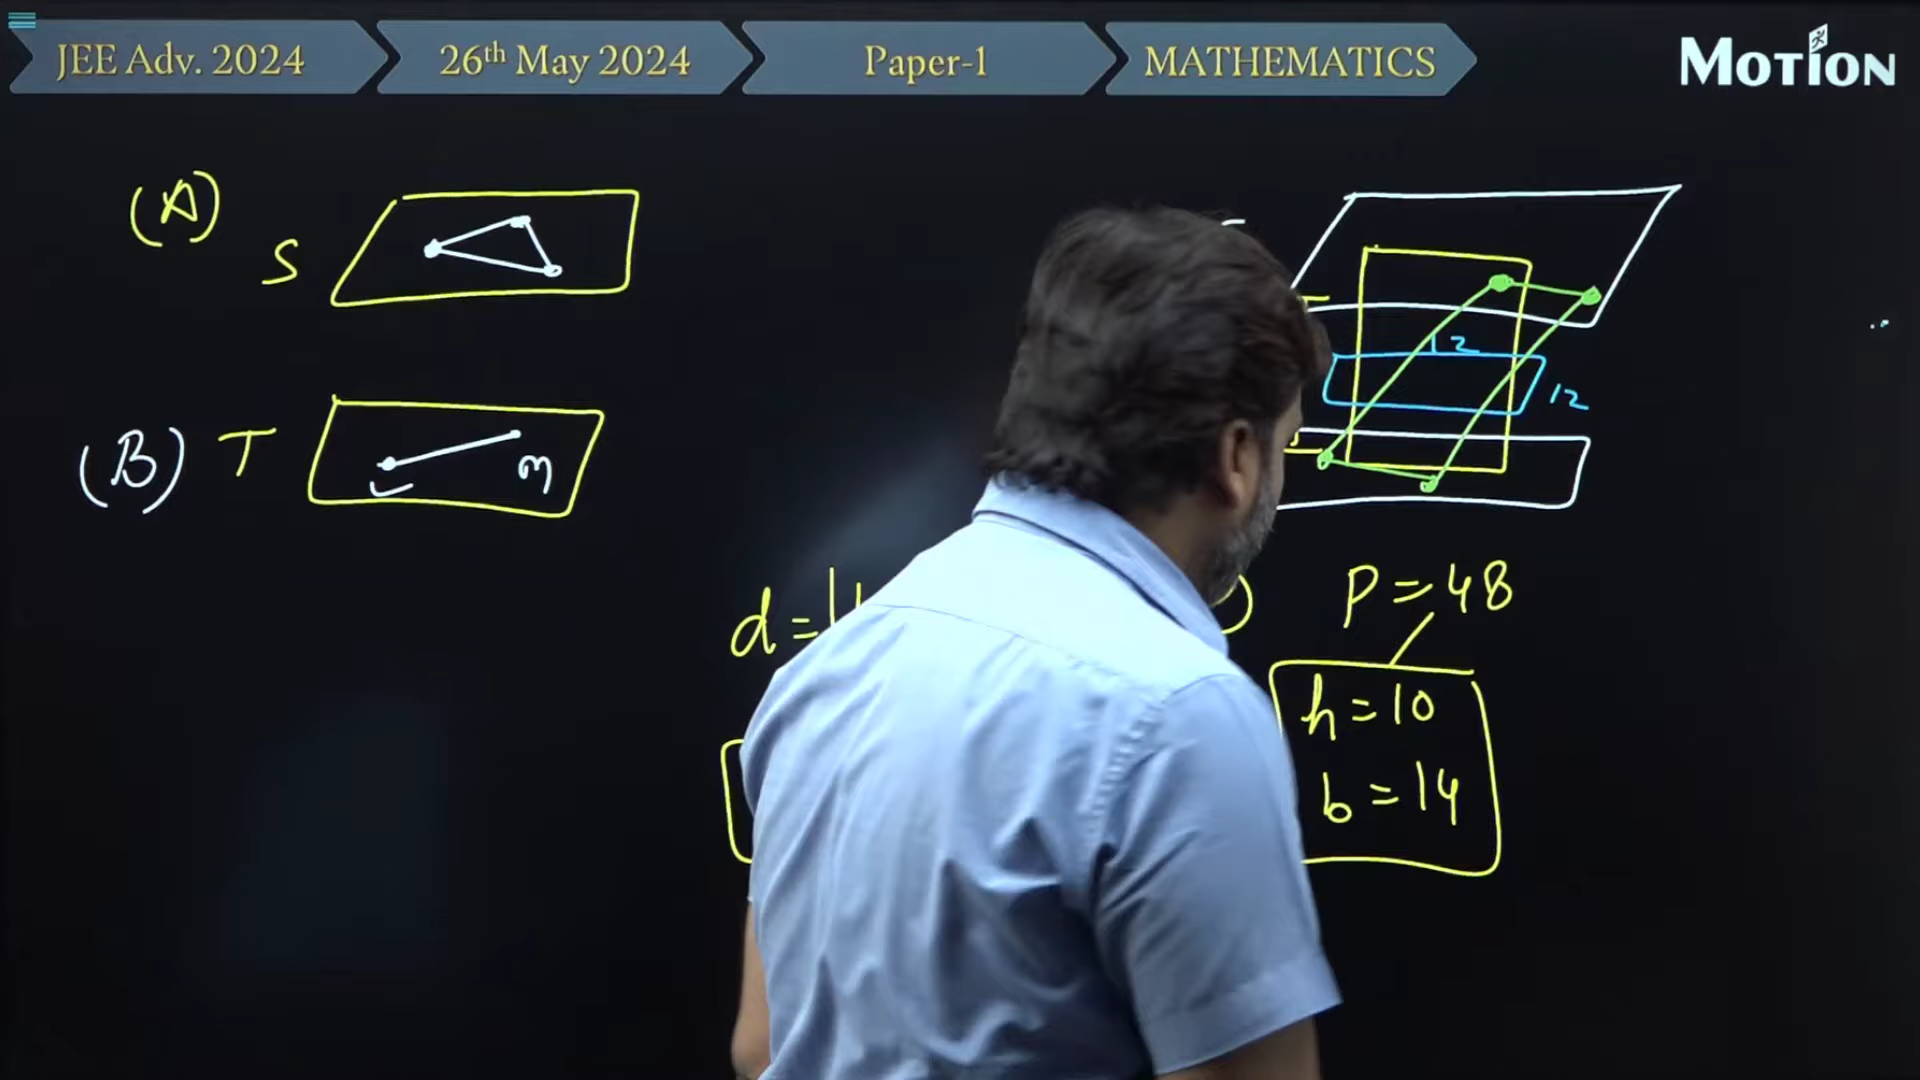 JEE Adv. 2024
26th May 2024
Paper-1
MATHEMATICS
MOTION
(A)
S
(B) T
m
2
12
d =
P = 48
h = 10
b = 14